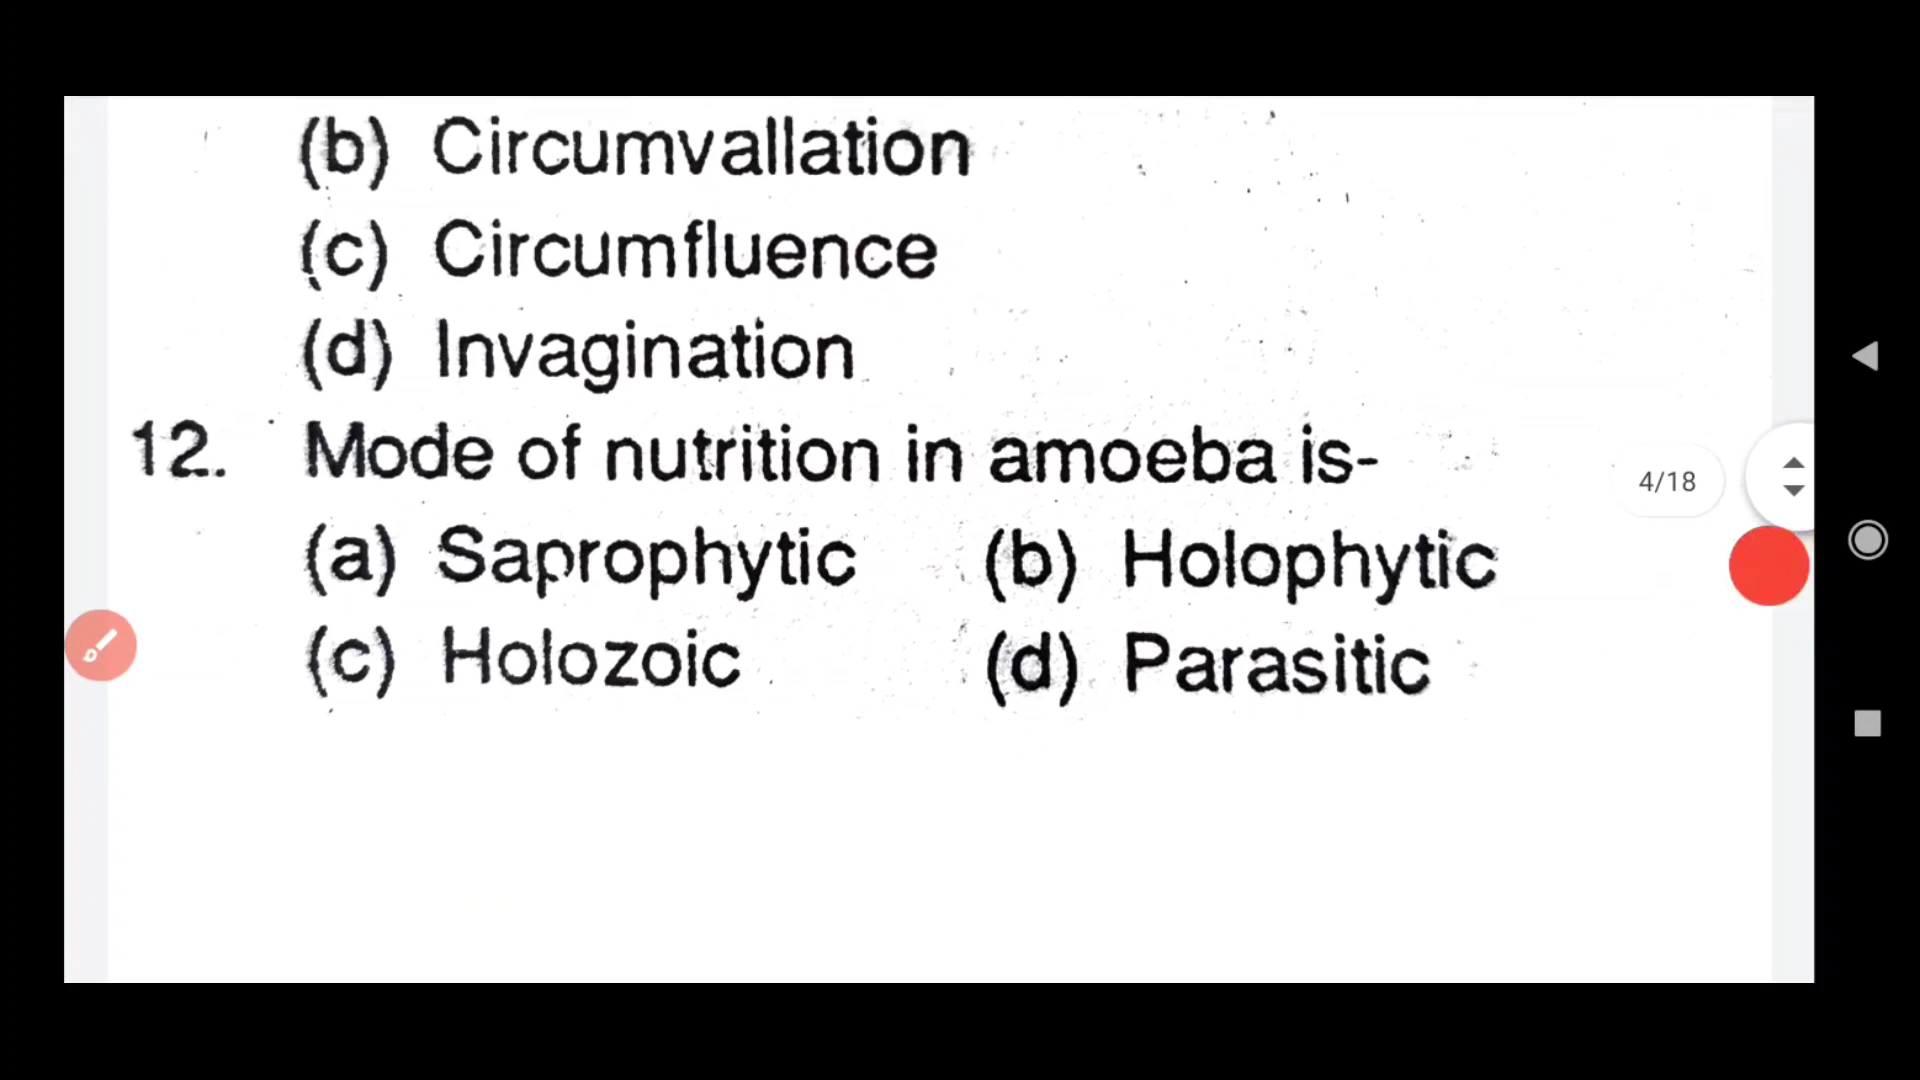 (b) Circumvallation
(c) Circumfluence
(d) Invagination
12. Mode of nutrition in amoeba is-
4/18
(a) Saprophytic (b) Holophytic
(c) Holozoic (d) Parasitic